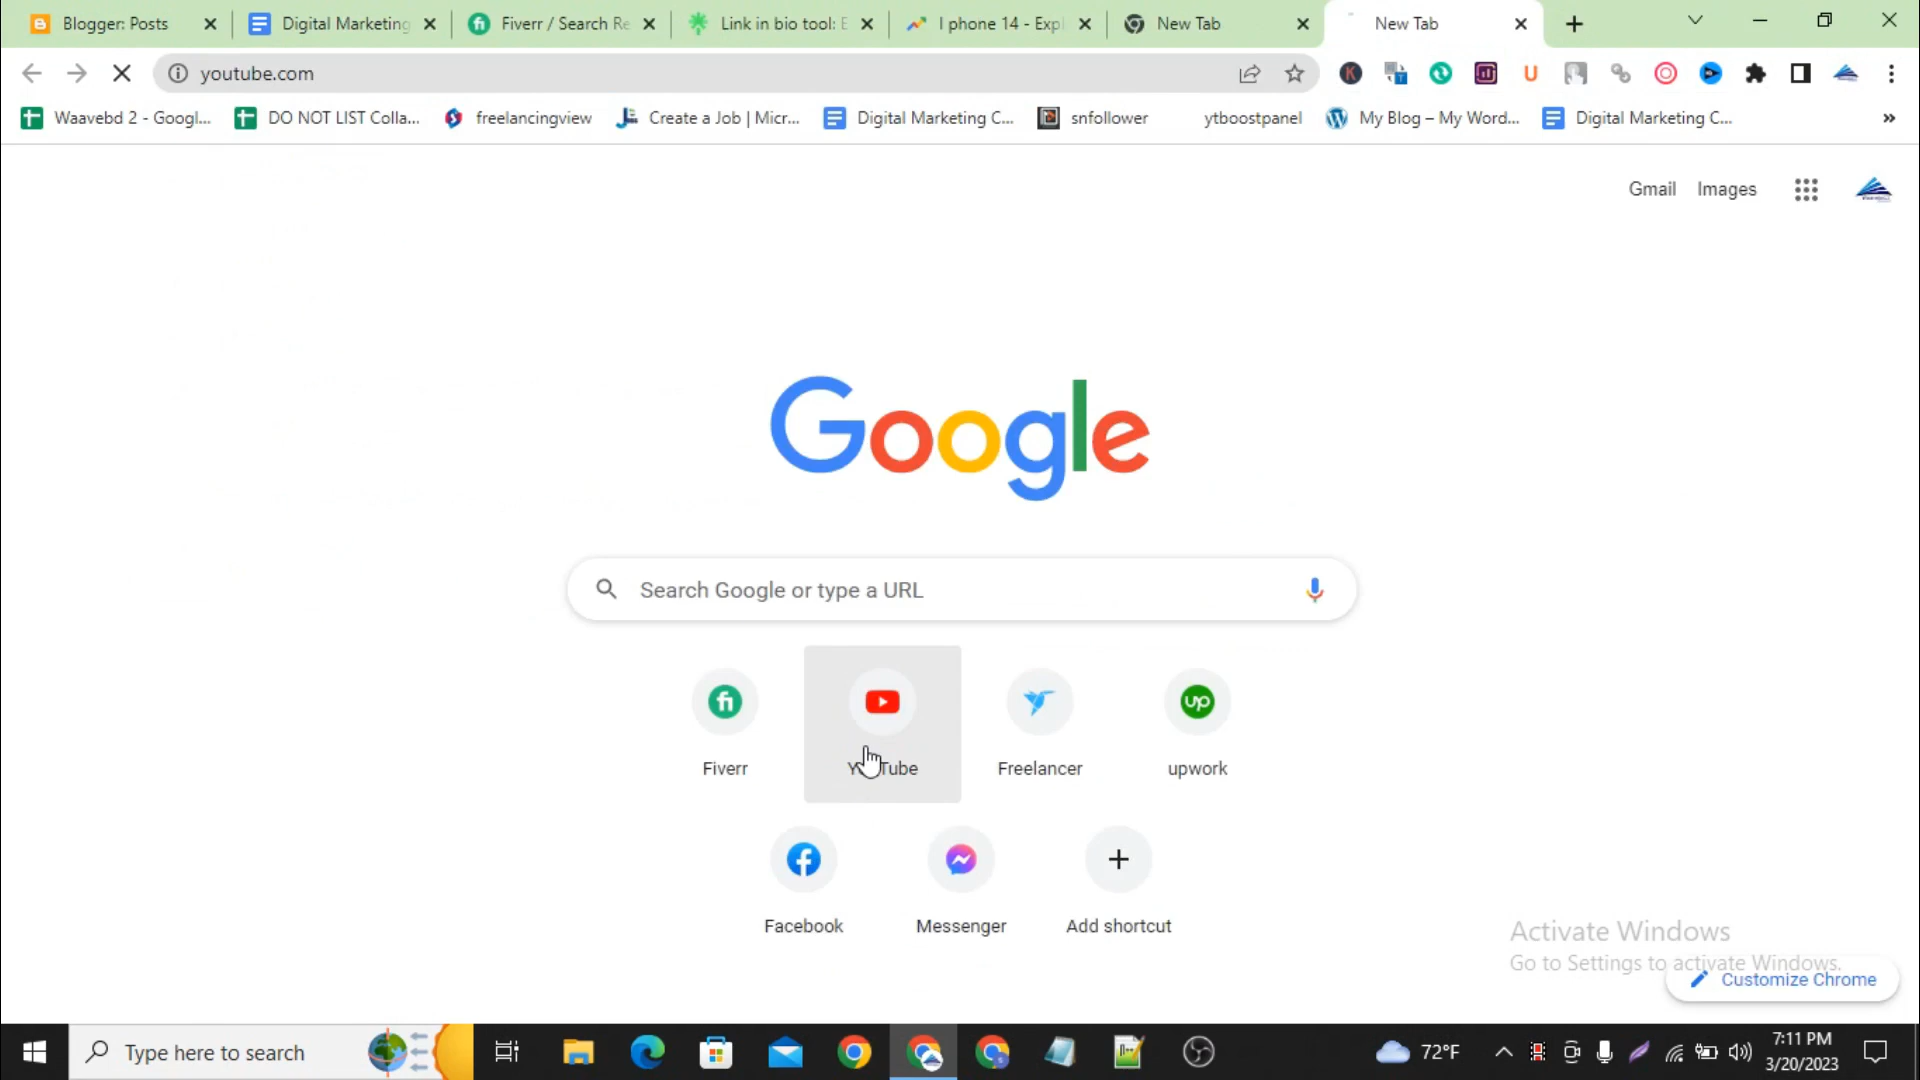 Blogger: Posts
Digital Marketing
Fiverr / Search Re
Link in bio tool: E
I phone 14 - Expl
New Tab
New Tab
youtube.com
Waavebd 2 - Googl...
DO NOT LIST Colla...
freelancingview
Create a Job | Micr...
Digital Marketing C...
snfollower
ytboostpanel
My Blog – My Word...
Digital Marketing C...
»
Gmail
Images
Google
Search Google or type a URL
Fiverr
YouTube
Freelancer
upwork
Facebook
Messenger
Add shortcut
Activate Windows
Go to Settings to activate Windows.
Customize Chrome
Type here to search
72°F
7:11 PM
3/20/2023